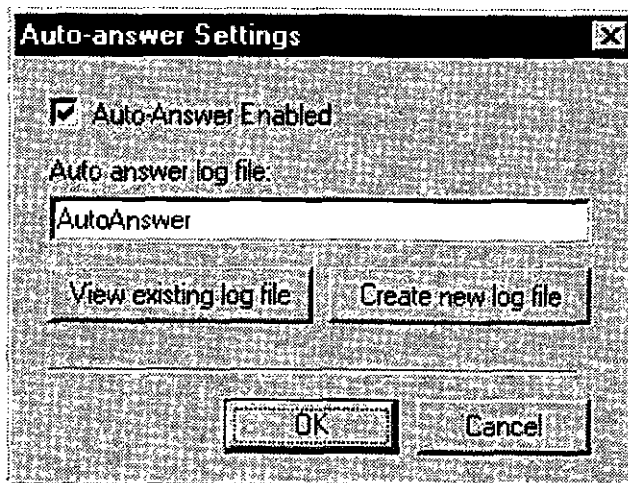 Auto-answer Settings
Auto-Answer Enabled
Auto answer log file:
AutoAnswer
View existing log file
Create new log file
OK
Cancel